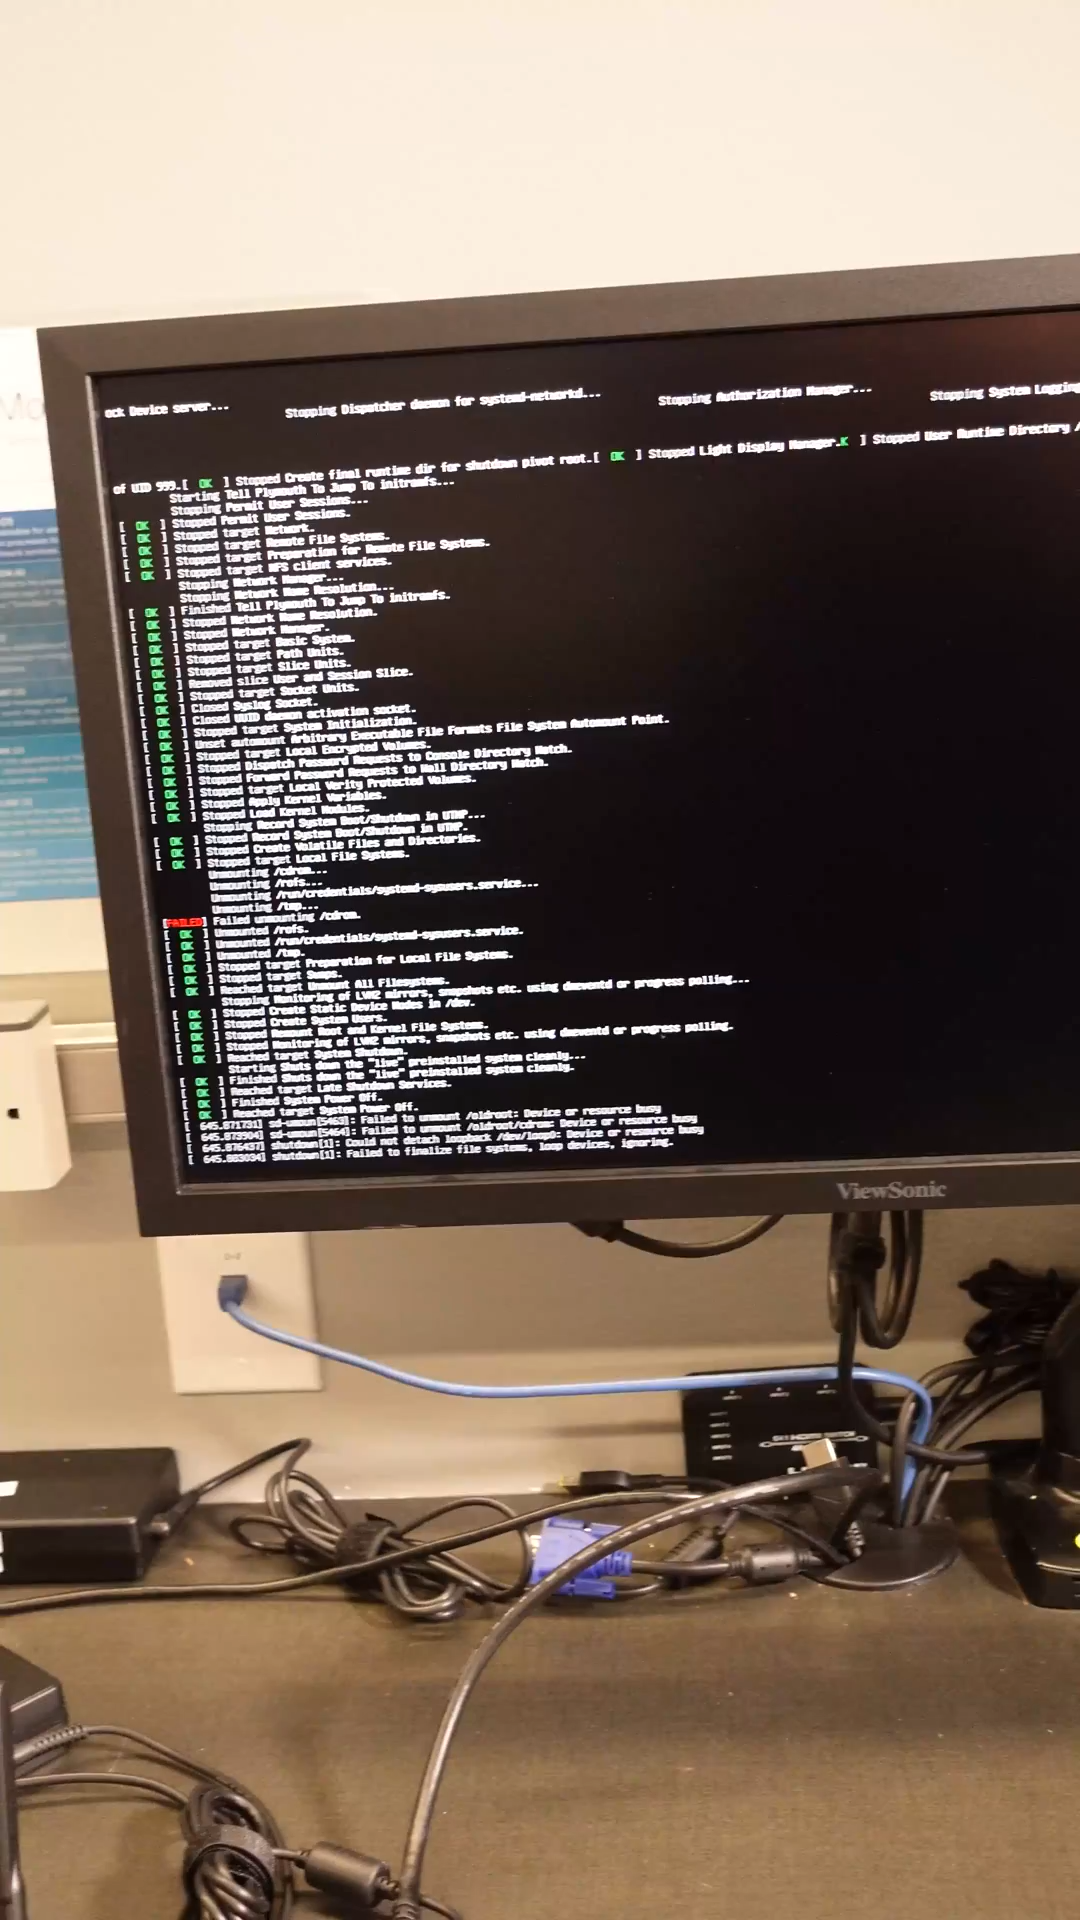 ock Device server...
Stopping Dispatcher daemon for systemd-networkd...
Stopping Authorization Manager...
Stopping System Logging
of UID 999.[ OK ] Stopped Create final runtime dir for shutdown pivot root.[ OK ] Stopped Light Display Manager.K ] Stopped User Runtime Directory /
Starting Tell Plymouth To Jump To initramfs...
Stopping Permit User Sessions...
[ OK ] Stopped Permit User Sessions.
[ OK ] Stopped target Network.
[ OK ] Stopped target Remote File Systems.
[ OK ] Stopped target Preparation for Remote File Systems.
[ OK ] Stopped target NFS client services.
Stopping Network Manager...
Stopping Network Name Resolution...
[ OK ] Finished Tell Plymouth To Jump To initramfs.
[ OK ] Stopped Network Name Resolution.
[ OK ] Stopped Network Manager.
[ OK ] Stopped target Basic System.
[ OK ] Stopped target Path Units.
[ OK ] Stopped target Slice Units.
[ OK ] Removed slice User and Session Slice.
[ OK ] Stopped target Socket Units.
[ OK ] Closed Syslog Socket.
[ OK ] Closed UUID daemon activation socket.
[ OK ] Stopped target System Initialization.
[ OK ] Unset automount Arbitrary Executable File Formats File System Automount Point.
[ OK ] Stopped target Local Encrypted Volumes.
[ OK ] Stopped Dispatch Password Requests to Console Directory Watch.
[ OK ] Stopped Forward Password Requests to Wall Directory Watch.
[ OK ] Stopped target Local Verity Protected Volumes.
[ OK ] Stopped Apply Kernel Variables.
[ OK ] Stopped Load Kernel Modules.
Stopping Record System Boot/Shutdown in UTMP...
[ OK ] Stopped Record System Boot/Shutdown in UTMP.
[ OK ] Stopped Create Volatile Files and Directories.
[ OK ] Stopped target Local File Systems.
Unmounting /cdrom...
Unmounting /rofs...
Unmounting /run/credentials/systemd-sysusers.service...
Unmounting /tmp...
[FAILED] Failed unmounting /cdrom.
[ OK ] Unmounted /rofs.
[ OK ] Unmounted /run/credentials/systemd-sysusers.service.
[ OK ] Unmounted /tmp.
[ OK ] Stopped target Preparation for Local File Systems.
[ OK ] Stopped target Swaps.
[ OK ] Reached target Unmount All Filesystems.
Stopping Monitoring of LVM2 mirrors, snapshots etc. using dmeventd or progress polling...
[ OK ] Stopped Create Static Device Nodes in /dev.
[ OK ] Stopped Create System Users.
[ OK ] Stopped Remount Root and Kernel File Systems.
[ OK ] Stopped Monitoring of LVM2 mirrors, snapshots etc. using dmeventd or progress polling.
[ OK ] Reached target System Shutdown.
Starting Shuts down the "live" preinstalled system cleanly...
[ OK ] Finished Shuts down the "live" preinstalled system cleanly.
[ OK ] Reached target Late Shutdown Services.
[ OK ] Finished System Power Off.
[ OK ] Reached target System Power Off.
[ 645.871731] sd-umoun[5463]: Failed to unmount /oldroot: Device or resource busy
[ 645.873904] sd-umoun[5464]: Failed to unmount /oldroot/cdrom: Device or resource busy
[ 645.876437] shutdown[1]: Could not detach loopback /dev/loop0: Device or resource busy
[ 645.883034] shutdown[1]: Failed to finalize file systems, loop devices, ignoring.
ViewSonic